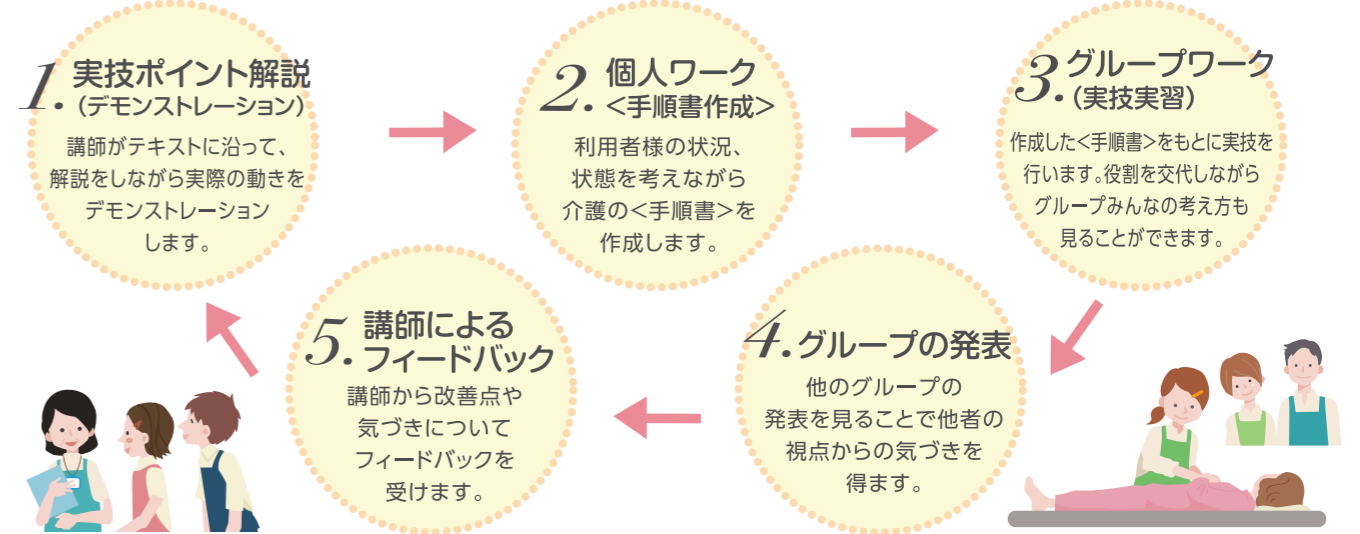 1. 実技ポイント解説
(デモンストレーション)
講師がテキストに沿って、
解説をしながら実際の動きを
デモンストレーション
します。
2. 個人ワーク
<手順書作成>
利用者様の状況、
状態を考えながら
介護の<手順書>を
作成します。
3. グループワーク
(実技実習)
作成した<手順書>をもとに実技を
行います。役割を交代しながら
グループみんなの考え方も
見ることができます。
4. グループの発表
他のグループの
発表を見ることで他者の
視点からの気づきを
得ます。
5. 講師による
フィードバック
講師から改善点や
気づきについて
フィードバックを
受けます。